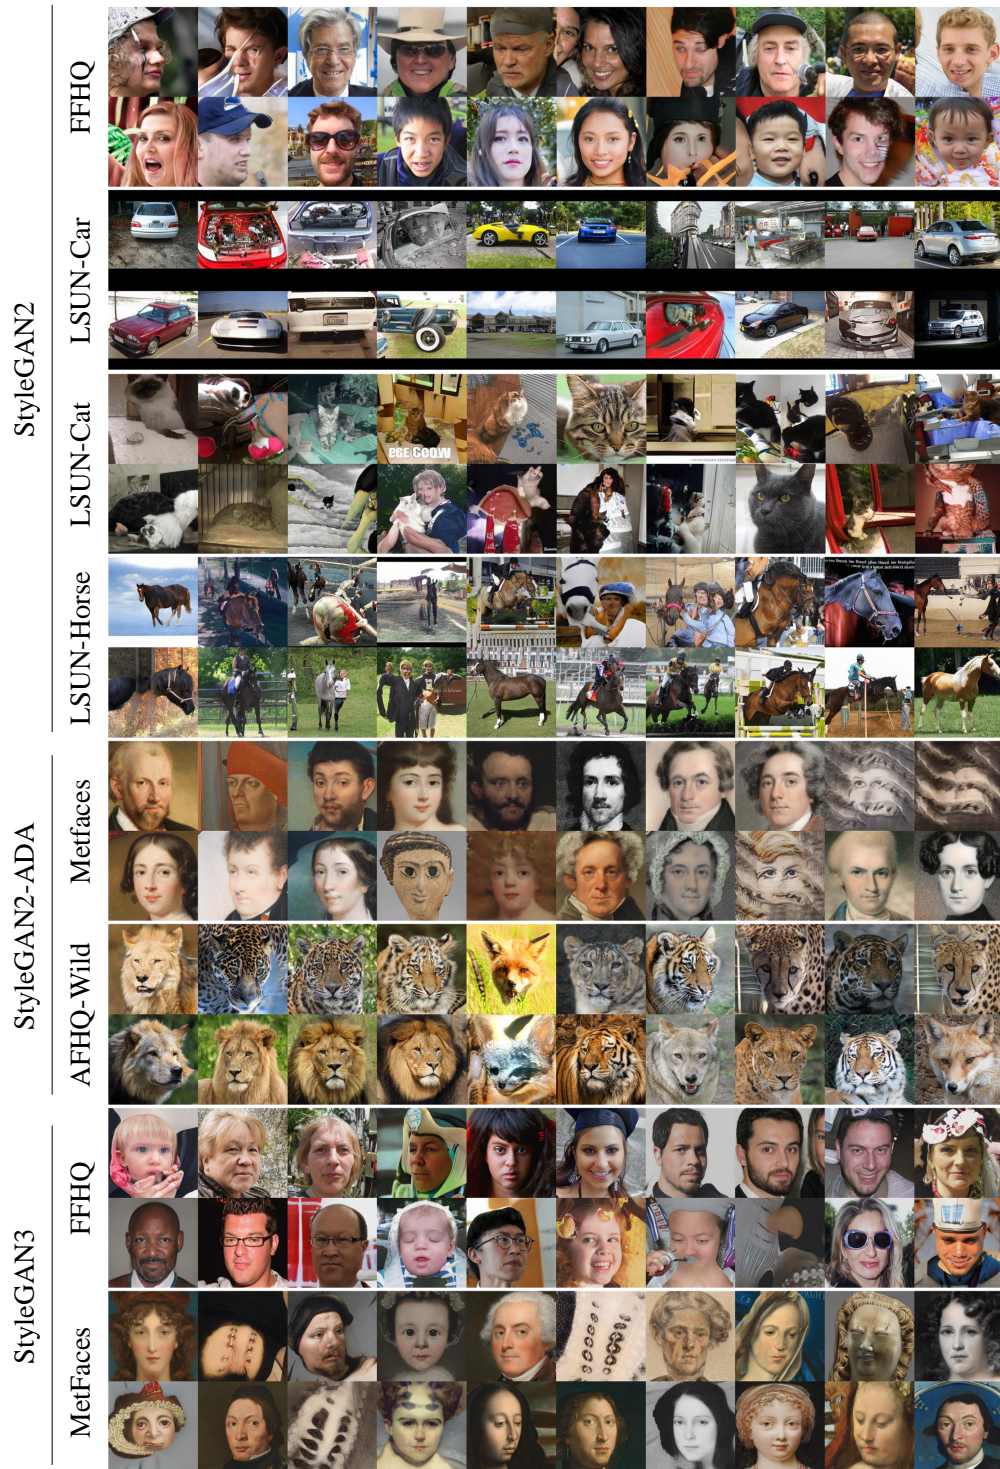 StyleGAN2
FFHQ
LSUN-Car
LSUN-Cat
LSUN-Horse
StyleGAN2-ADA
Metfaces
AFHQ-Wild
StyleGAN3
FFHQ
MetFaces